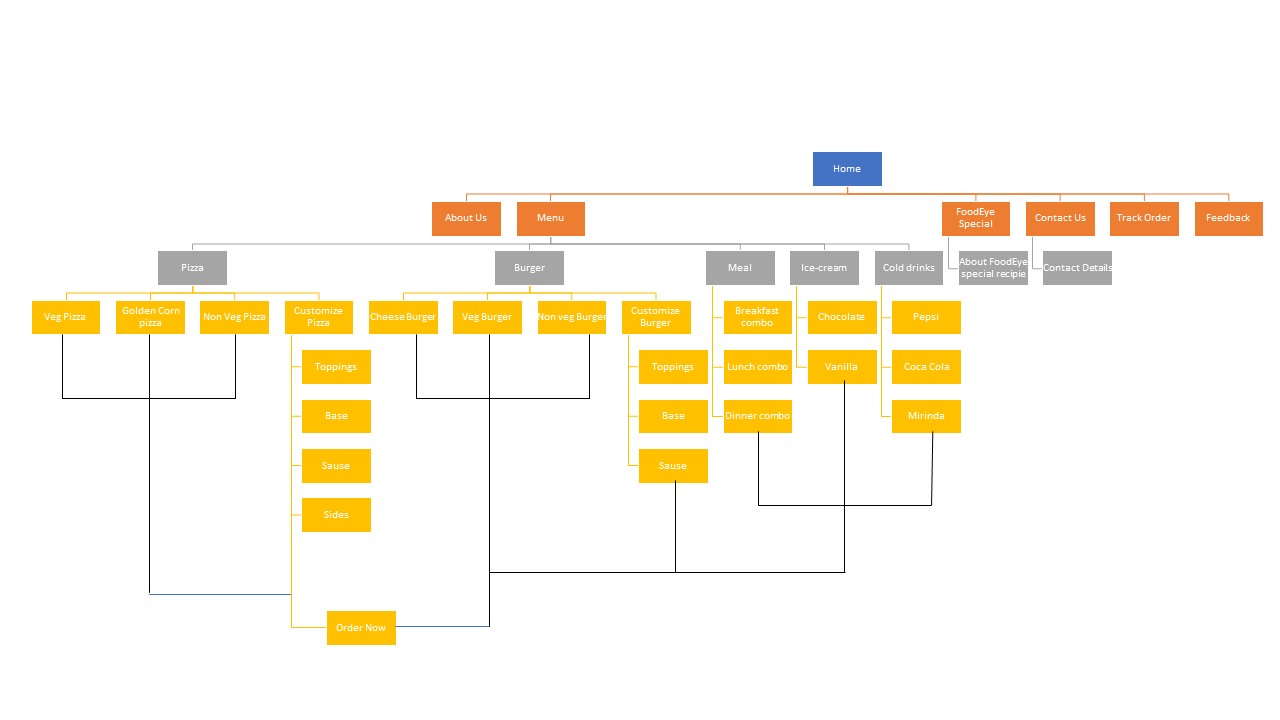 Home
About Us
Menu
FoodEye
Special
Contact Us
Track Order
Feedback
Pizza
Burger
Meal
Ice-cream
Cold drinks
About FoodEye
special recipie
Contact Details
Veg Pizza
Golden Corn
pizza
Non Veg Pizza
Customize
Pizza
Cheese Burger
Veg Burger
Non veg Burger
Customize
Burger
Breakfast
combo
Chocolate
Pepsi
Toppings
Toppings
Lunch combo
Vanilla
Coca Cola
Base
Base
Dinner combo
Mirinda
Sause
Sause
Sides
Order Now